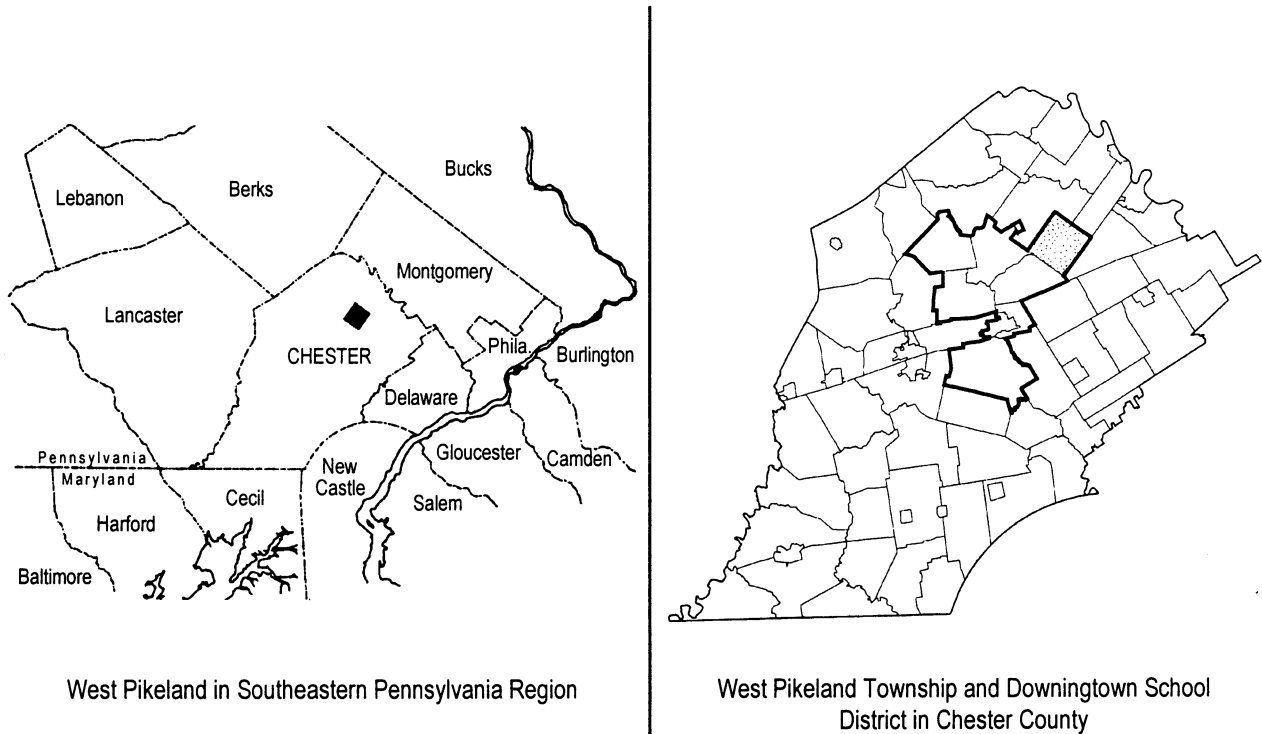 Bucks
Lebanon
Berks
Montgomery
Lancaster
CHESTER
Phila.
Burlington
Delaware
Pennsylvania
Maryland
New
Castle
Gloucester
Camden
Cecil
Salem
Harford
Baltimore
West Pikeland in Southeastern Pennsylvania Region
West Pikeland Township and Downingtown School
District in Chester County